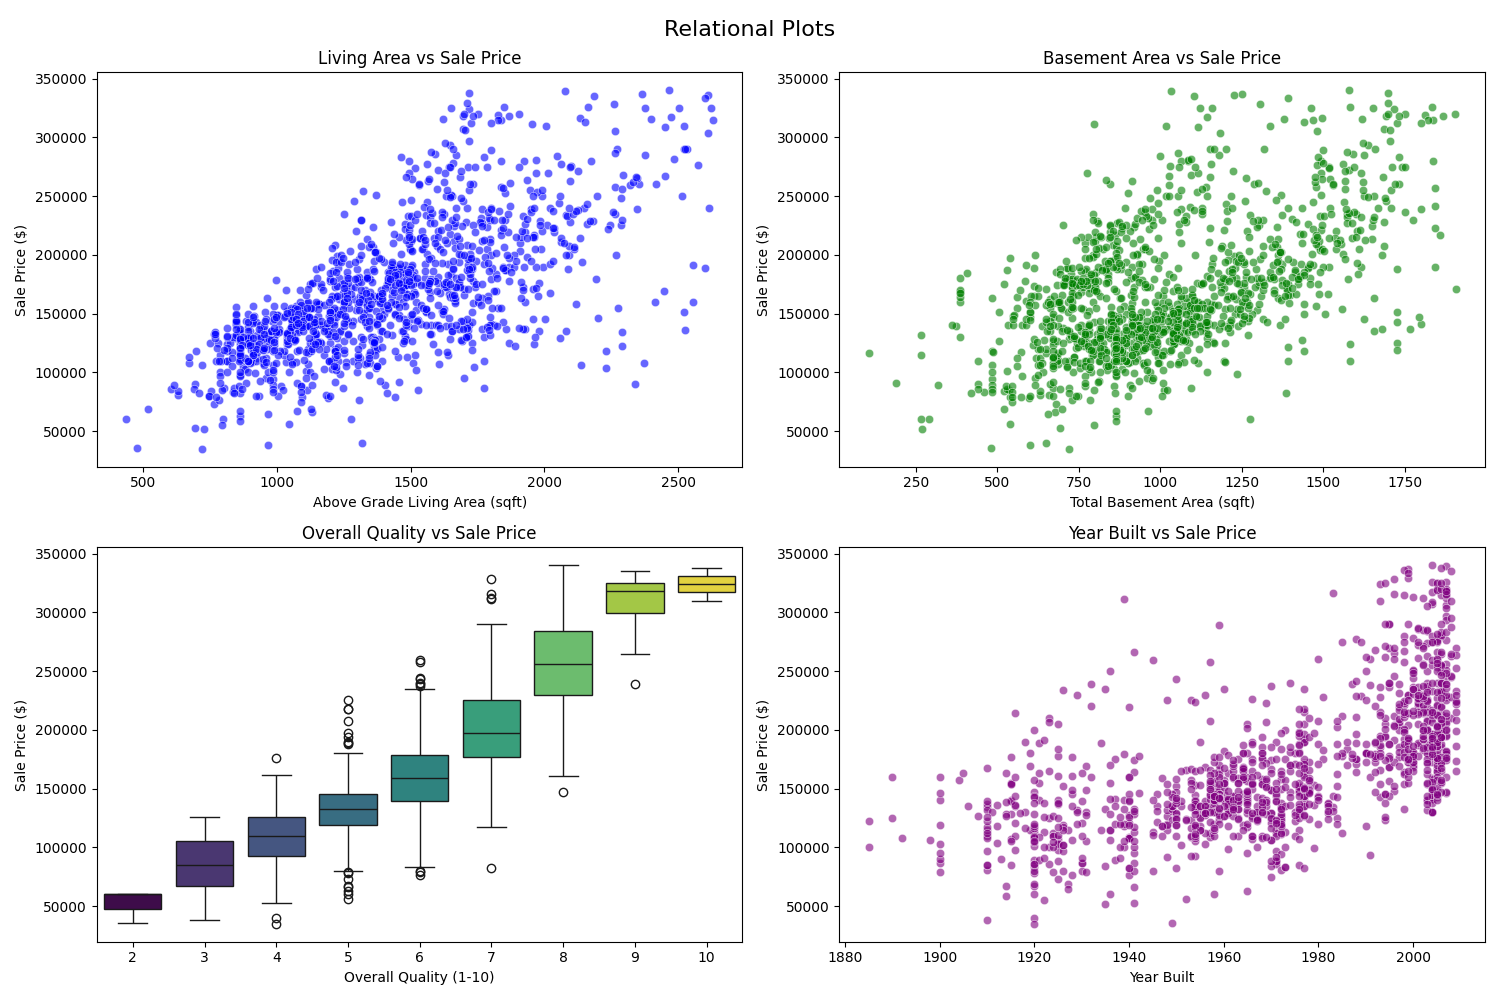 Relational Plots
Living Area vs Sale Price
350000
300000
250000
200000
150000
100000
50000
Sale Price ($)
500 1000 1500 2000 2500
Above Grade Living Area (sqft)
Basement Area vs Sale Price
350000
300000
250000
200000
150000
100000
50000
Sale Price ($)
250 500 750 1000 1250 1500 1750
Total Basement Area (sqft)
Overall Quality vs Sale Price
350000
300000
250000
200000
150000
100000
50000
Sale Price ($)
2 3 4 5 6 7 8 9 10
Overall Quality (1-10)
Year Built vs Sale Price
350000
300000
250000
200000
150000
100000
50000
Sale Price ($)
1880 1900 1920 1940 1960 1980 2000
Year Built